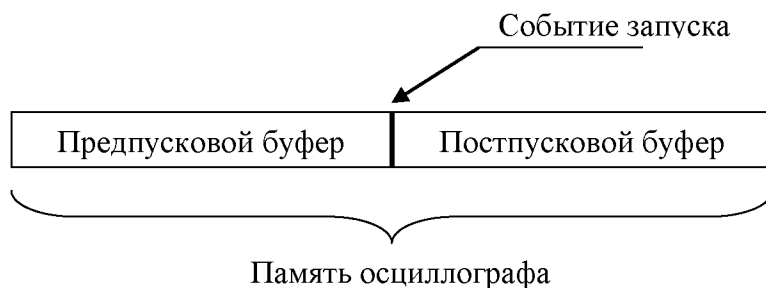 Событие запуска
Предпусковой буфер
Постпусковой буфер
Память осциллографа